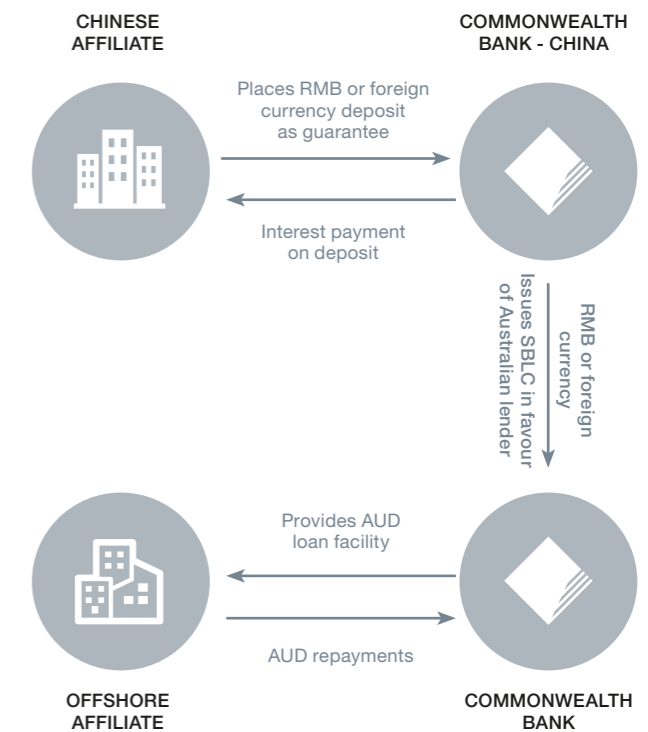 CHINESE
AFFILIATE
COMMONWEALTH
BANK - CHINA
Places RMB or foreign
currency deposit
as guarantee
Interest payment
on deposit
RMB or foreign
currency
Issues SBLC in favour
of Australian lender
Provides AUD
loan facility
AUD repayments
OFFSHORE
AFFILIATE
COMMONWEALTH
BANK